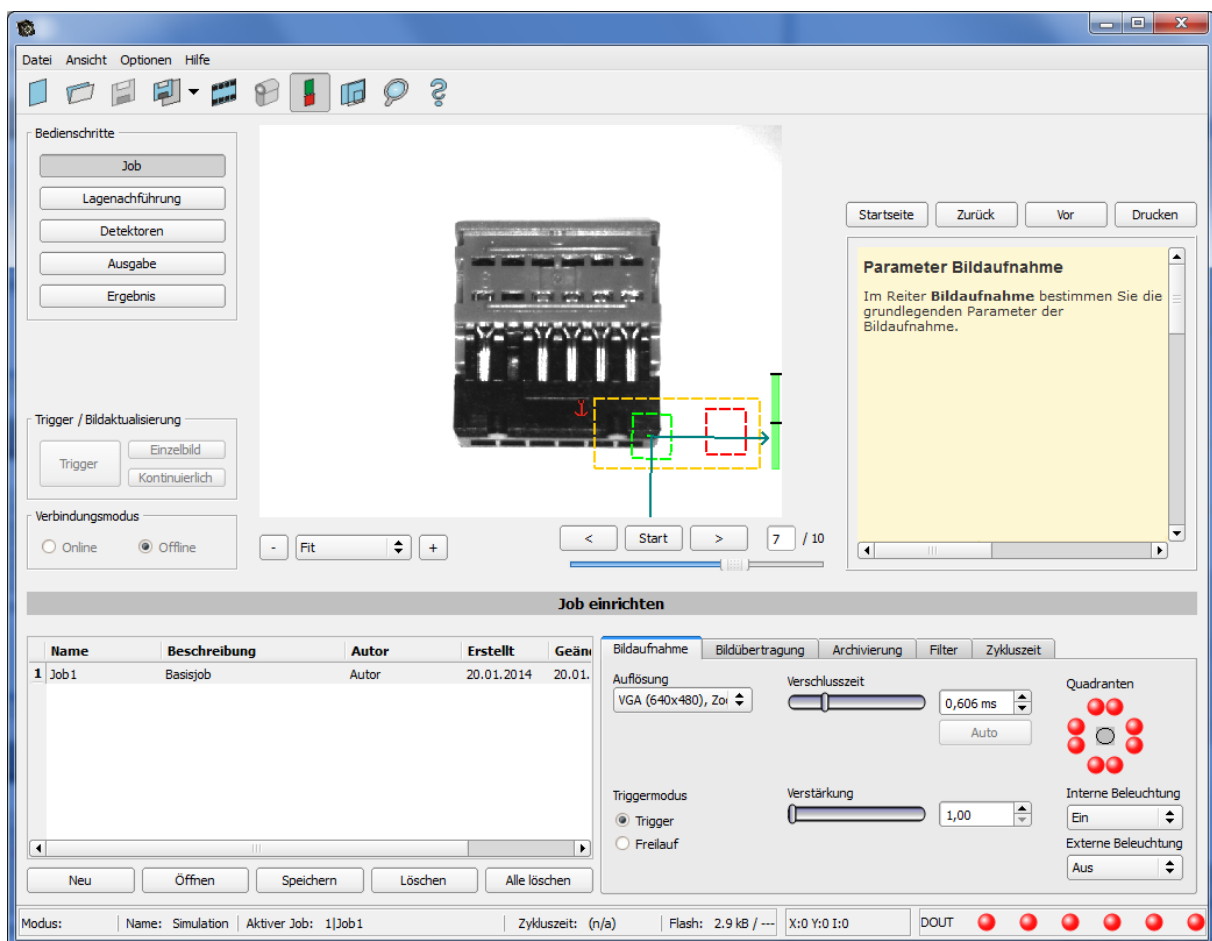 Datei Ansicht Optionen Hilfe
Bedienschritte
Job
Lagenachführung
Detektoren
Ausgabe
Ergebnis
Startseite Zurück Vor Drucken
Parameter Bildaufnahme
Im Reiter Bildaufnahme bestimmen Sie die
grundlegenden Parameter der
Bildaufnahme.
Trigger / Bildaktualisierung
Trigger
Einzelbild
Kontinuierlich
Verbindungsmodus
Online Offline
- Fit +
< Start > 7 / 10
Job einrichten
Name Beschreibung Autor Erstellt Geän
1 Job1 Basisjob Autor 20.01.2014 20.01.
Neu Öffnen Speichern Löschen Alle löschen
Bildaufnahme Bildübertragung Archivierung Filter Zykluszeit
Auflösung
VGA (640x480), Zoi
Verschlusszeit
0,606 ms
Auto
Quadranten
Triggermodus
Trigger
Freilauf
Verstärkung
1,00
Interne Beleuchtung
Ein
Externe Beleuchtung
Aus
Modus: Name: Simulation Aktiver Job: 1|Job1 Zykluszeit: (n/a) Flash: 2.9 kB / --- X:0 Y:0 I:0 DOUT